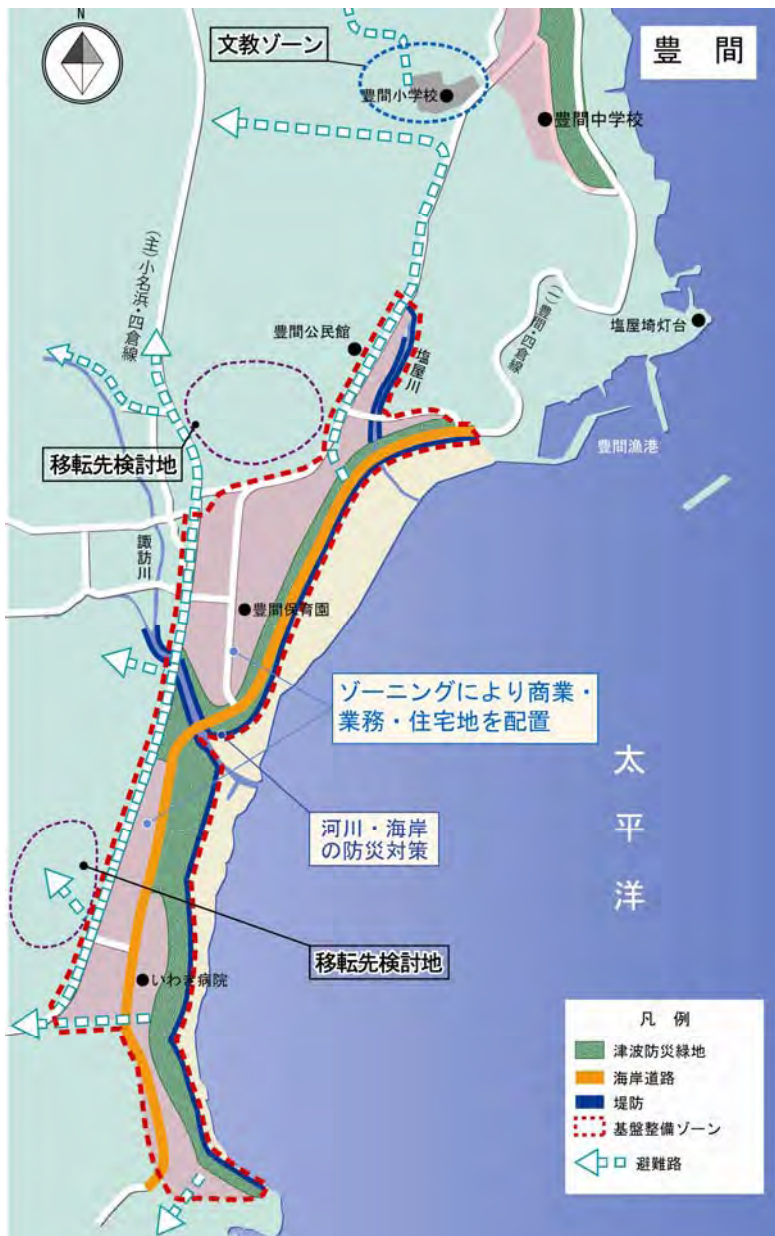 N
文教ゾーン
豊間
豊間小学校
豊間中学校
(主)小名浜・四倉線
(一)豊間・四倉線
塩屋埼灯台
豊間公民館
塩屋川
豊間漁港
移転先検討地
諏訪川
豊間保育園
ゾーニングにより商業・
業務・住宅地を配置
太平洋
河川・海岸
の防災対策
移転先検討地
いわき病院
凡例
津波防災緑地
海岸道路
堤防
基盤整備ゾーン
避難路